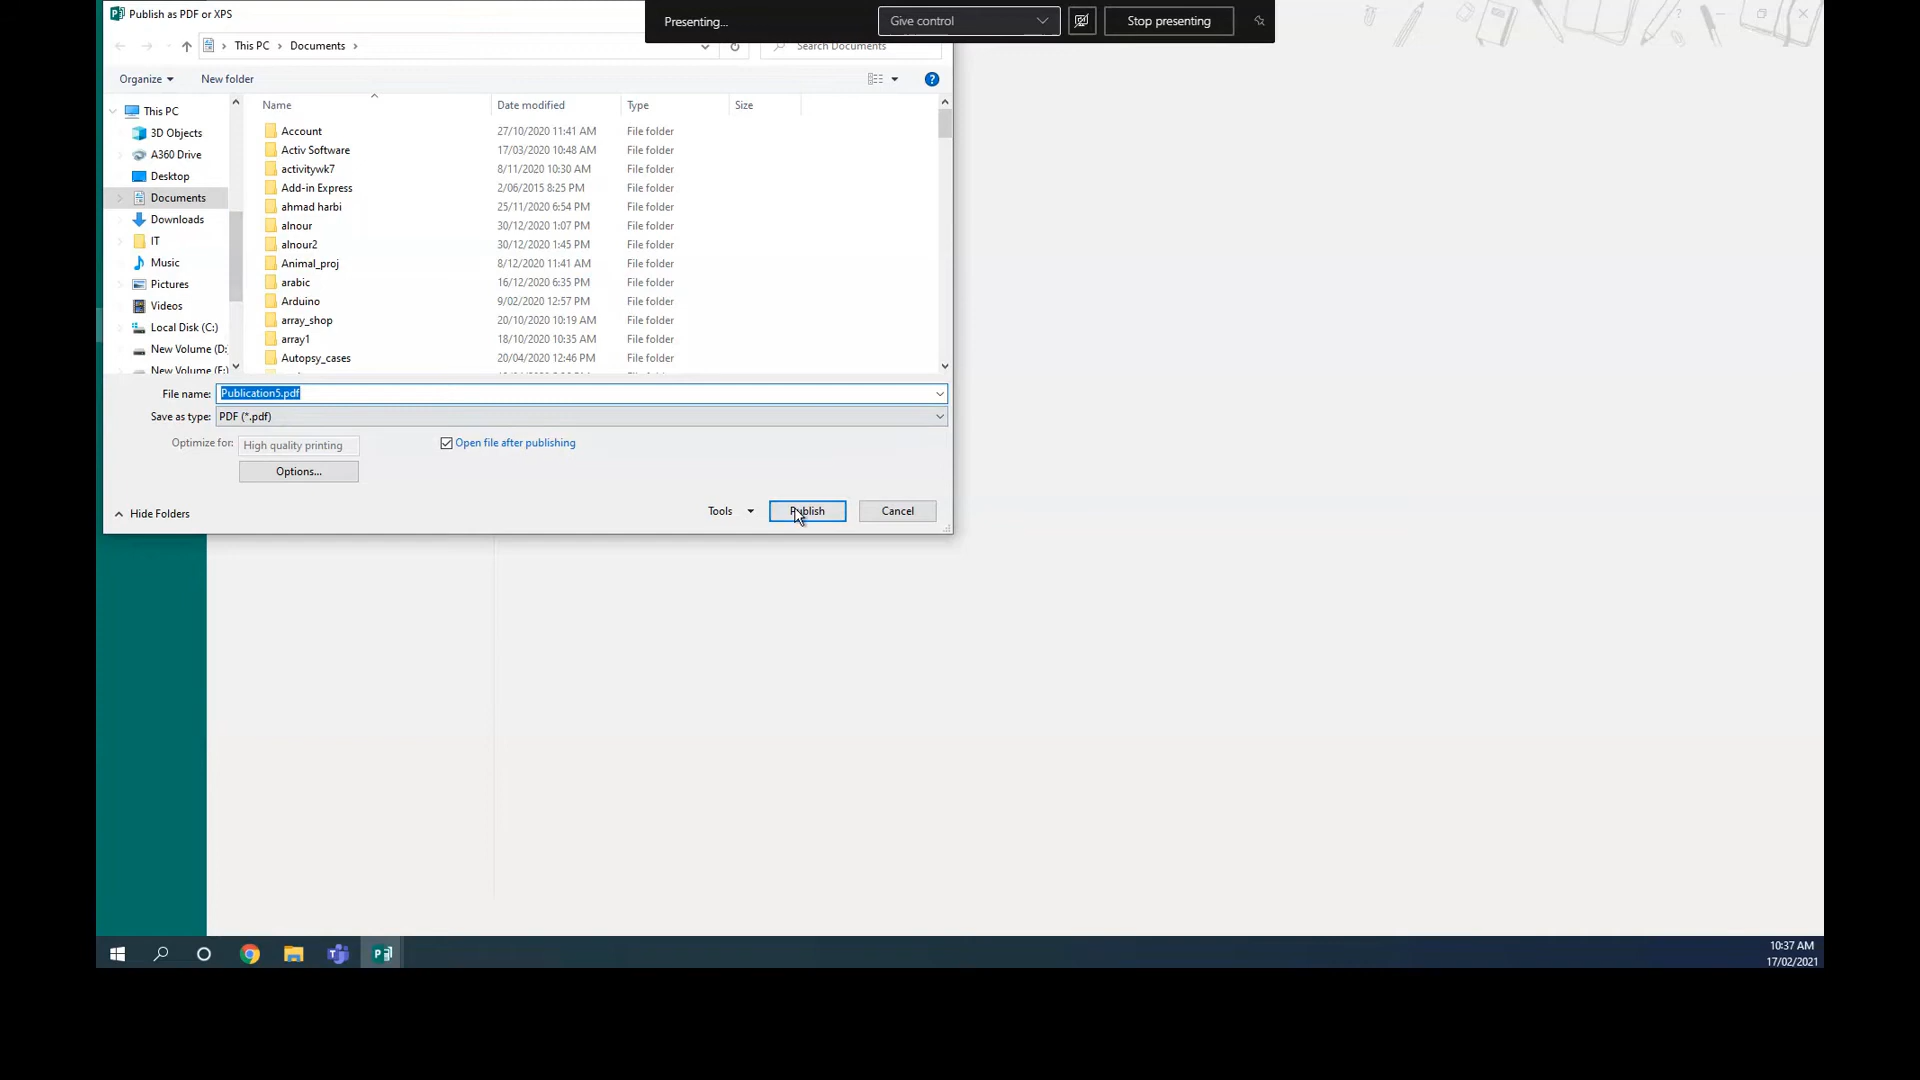 Publish as PDF or XPS
Presenting...
Give control
Stop presenting
This PC > Documents >
Search Documents
Organize
New folder
?
Name
Date modified
Type
Size
This PC
3D Objects
A360 Drive
Desktop
Documents
Downloads
IT
Music
Pictures
Videos
Local Disk (C:)
New Volume (D:
New Volume (E:)
Account 27/10/2020 11:41 AM File folder
Activ Software 17/03/2020 10:48 AM File folder
activitywk7 8/11/2020 10:30 AM File folder
Add-in Express 2/06/2015 8:25 PM File folder
ahmad harbi 25/11/2020 6:54 PM File folder
alnour 30/12/2020 1:07 PM File folder
alnour2 30/12/2020 1:45 PM File folder
Animal_proj 8/12/2020 11:41 AM File folder
arabic 16/12/2020 6:35 PM File folder
Arduino 9/02/2020 12:57 PM File folder
array_shop 20/10/2020 10:19 AM File folder
array1 18/10/2020 10:35 AM File folder
Autopsy_cases 20/04/2020 12:46 PM File folder
File name: Publication5.pdf
Save as type: PDF (*.pdf)
Optimize for: High quality printing
Open file after publishing
Options...
Hide Folders
Tools
Publish
Cancel
10:37 AM
17/02/2021